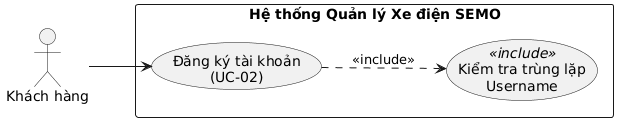 Hệ thống Quản lý Xe điện SEMO
Khách hàng
Đăng ký tài khoản
(UC-02)
«include»
«include»
Kiểm tra trùng lặp
Username